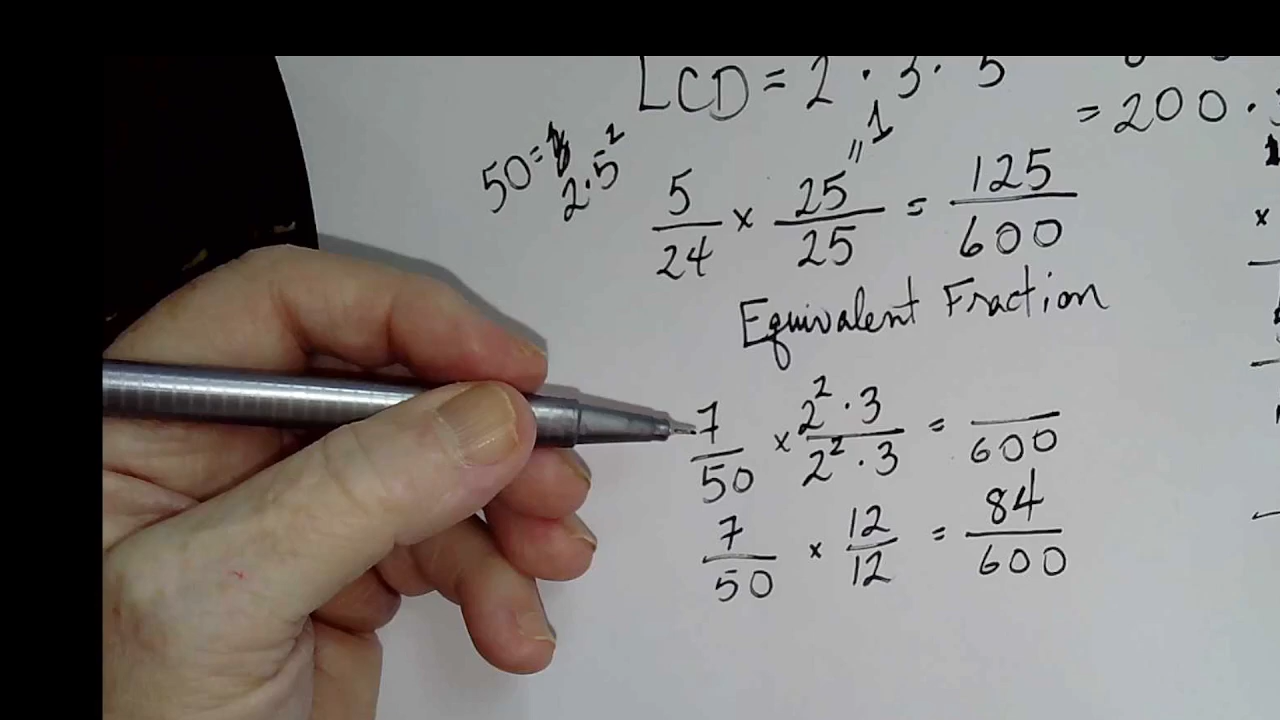 LCD = 2 · 3 · 5
= 200 ·
50 =
2 · 5²
" 1
5/24 × 25/25 = 125/600
Equivalent Fraction
7/50 × 2² · 3/2² · 3 = /600
7/50 × 12/12 = 84/600